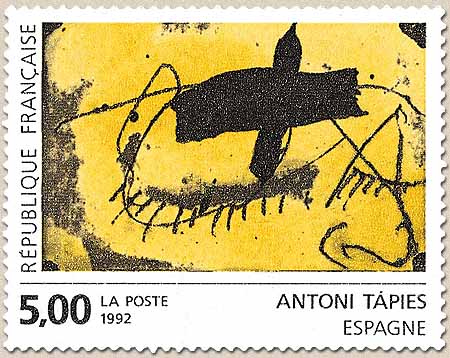 RÉPUBLIQUE FRANÇAISE
5,00 LA POSTE
1992
ANTONI TÀPIES
ESPAGNE